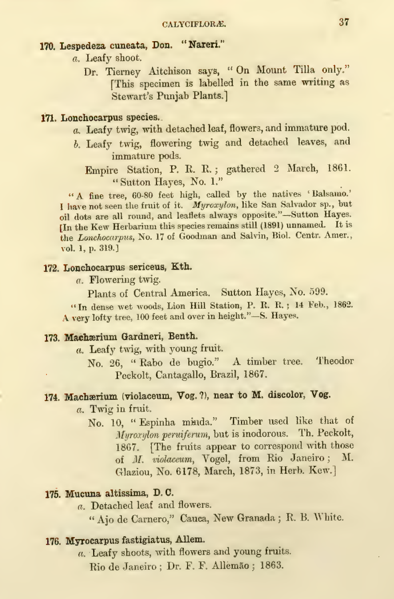 CALYCIFLORÆ. 37
170. Lespedeza cuneata, Don. "Nareri."
a. Leafy shoot.
Dr. Tierney Aitchison says, "On Mount Tilla only."
[This specimen is labelled in the same writing as
Stewart's Punjab Plants.]
171. Lonchocarpus species.
a. Leafy twig, with detached leaf, flowers, and immature pod.
b. Leafy twig, flowering twig and detached leaves, and
immature pods.
Empire Station, P. R. R.; gathered 2 March, 1861.
"Sutton Hayes, No. 1."
"A fine tree, 60-80 feet high, called by the natives 'Balsamo.'
I have not seen the fruit of it. Myroxylon, like San Salvador sp., but
oil dots are all round, and leaflets always opposite."—Sutton Hayes.
[In the Kew Herbarium this species remains still (1891) unnamed. It is
the Lonchocarpus, No. 17 of Goodman and Salvin, Biol. Centr. Amer.,
vol. 1, p. 319.]
172. Lonchocarpus sericeus, Kth.
a. Flowering twig.
Plants of Central America. Sutton Hayes, No. 599.
"In dense wet woods, Lion Hill Station, P. R. R.; 14 Feb., 1862.
A very lofty tree, 100 feet and over in height."—S. Hayes.
173. Machærium Gardneri, Benth.
a. Leafy twig, with young fruit.
No. 26, "Rabo de bugio." A timber tree. Theodor
Peckolt, Cantagallo, Brazil, 1867.
174. Machærium (violaceum, Vog. ?), near to M. discolor, Vog.
a. Twig in fruit.
No. 10, "Espinha miuda." Timber used like that of
Myroxylon peruiferum, but is inodorous. Th. Peckolt,
1867. [The fruits appear to correspond with those
of M. violaceum, Vogel, from Rio Janeiro; M.
Glaziou, No. 6178, March, 1873, in Herb. Kew.]
175. Mucuna altissima, D.C.
a. Detached leaf and flowers.
"Ajo de Carnero," Cauca, New Granada; R. B. White.
176. Myrocarpus fastigiatus, Allem.
a. Leafy shoots, with flowers and young fruits.
Rio de Janeiro; Dr. F. F. Allemão; 1863.